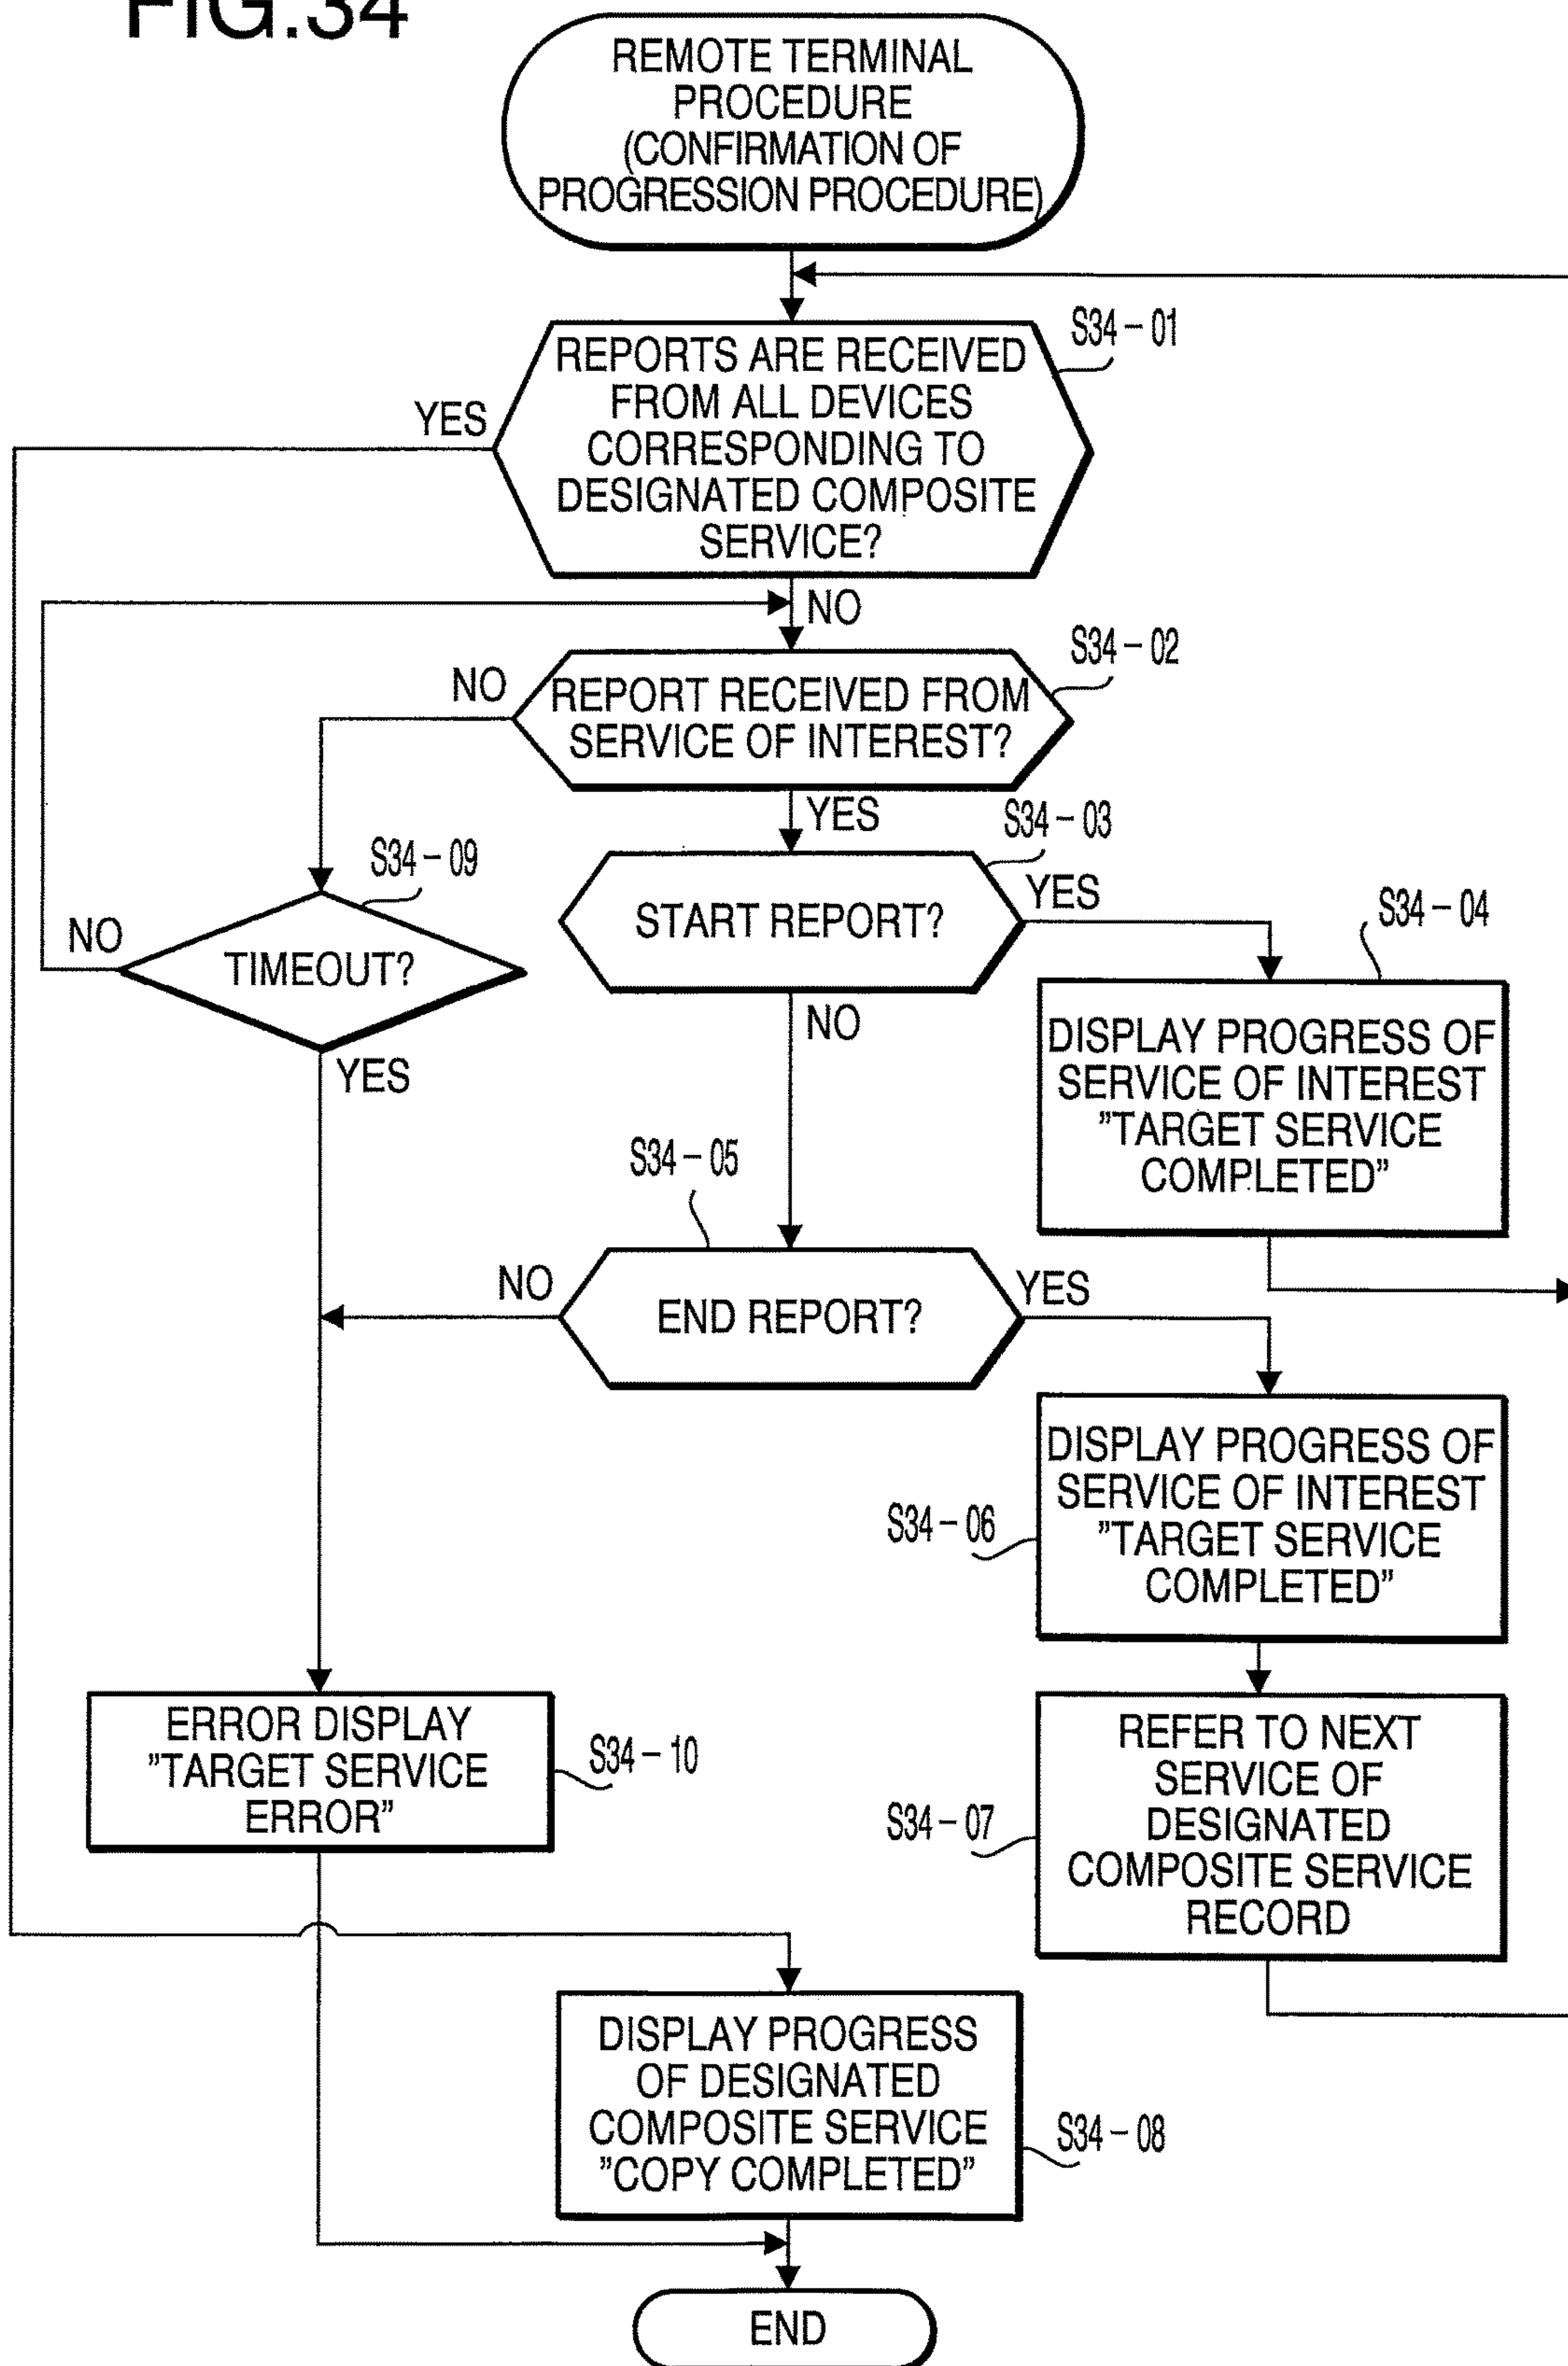 FIG.34
REMOTE TERMINAL
PROCEDURE
(CONFIRMATION OF
PROGRESSION PROCEDURE)
S34-01
REPORTS ARE RECEIVED
FROM ALL DEVICES
CORRESPONDING TO
DESIGNATED COMPOSITE
SERVICE?
YES
NO
S34-02
REPORT RECEIVED FROM
SERVICE OF INTEREST?
NO
YES
S34-03
START REPORT?
YES
NO
S34-09
TIMEOUT?
NO
YES
S34-04
DISPLAY PROGRESS OF
SERVICE OF INTEREST
"TARGET SERVICE
COMPLETED"
S34-05
END REPORT?
NO
YES
S34-06
DISPLAY PROGRESS OF
SERVICE OF INTEREST
"TARGET SERVICE
COMPLETED"
S34-07
REFER TO NEXT
SERVICE OF
DESIGNATED
COMPOSITE SERVICE
RECORD
ERROR DISPLAY
"TARGET SERVICE
ERROR"
S34-10
DISPLAY PROGRESS
OF DESIGNATED
COMPOSITE SERVICE
"COPY COMPLETED"
S34-08
END